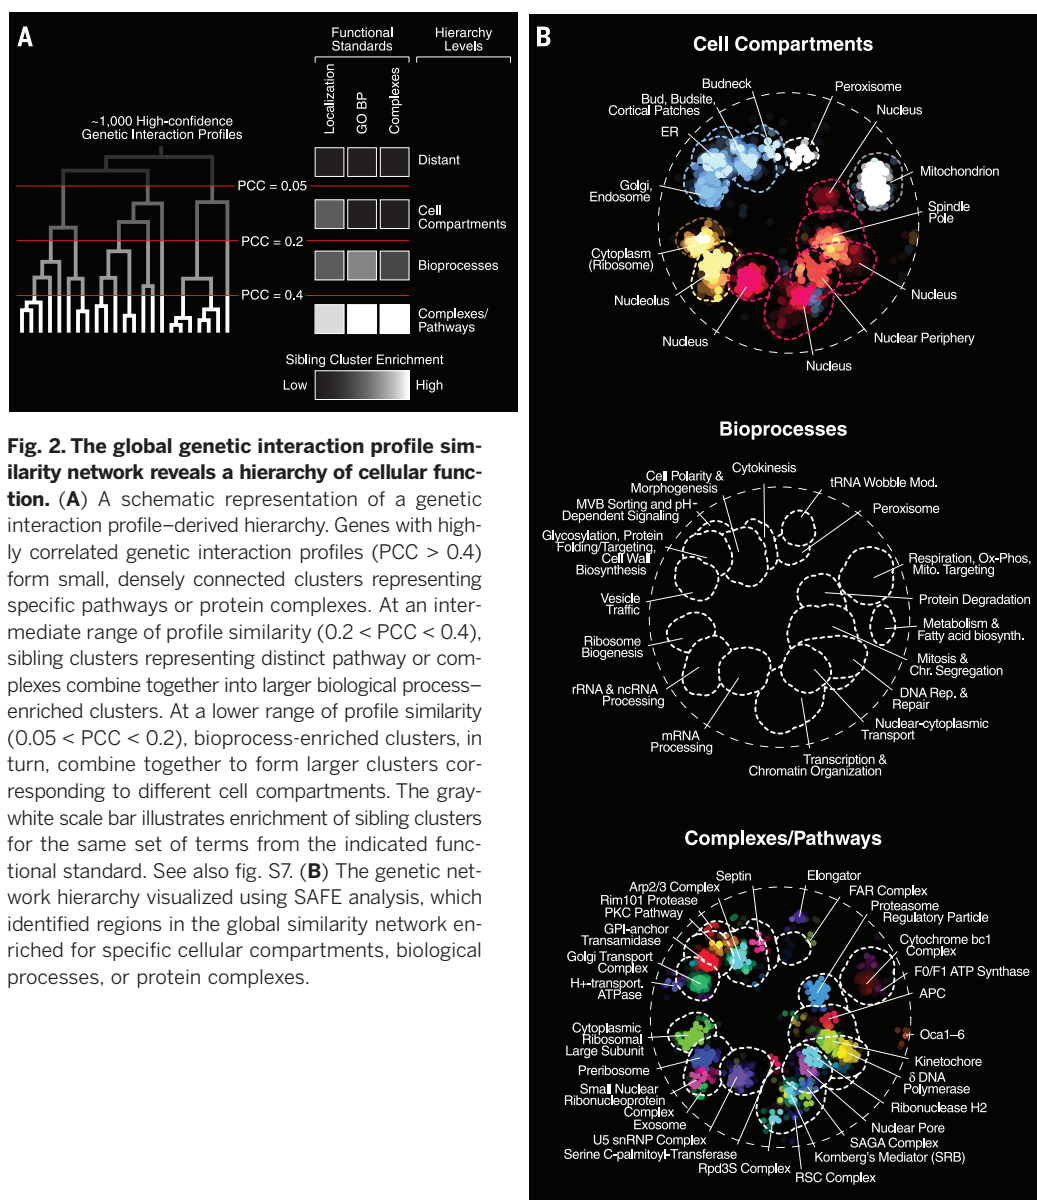 A
Functional
Standards
Hierarchy
Levels
Localization
GO BP
Complexes
~1,000 High-confidence
Genetic Interaction Profiles
Distant
PCC = 0.05
Cell
Compartments
PCC = 0.2
Bioprocesses
PCC = 0.4
Complexes/
Pathways
Sibling Cluster Enrichment
Low
High
Fig. 2. The global genetic interaction profile sim-
ilarity network reveals a hierarchy of cellular func-
tion. (A) A schematic representation of a genetic
interaction profile–derived hierarchy. Genes with high-
ly correlated genetic interaction profiles (PCC > 0.4)
form small, densely connected clusters representing
specific pathways or protein complexes. At an inter-
mediate range of profile similarity (0.2 < PCC < 0.4),
sibling clusters representing distinct pathway or com-
plexes combine together into larger biological process–
enriched clusters. At a lower range of profile similarity
(0.05 < PCC < 0.2), bioprocess-enriched clusters, in
turn, combine together to form larger clusters cor-
responding to different cell compartments. The gray-
white scale bar illustrates enrichment of sibling clusters
for the same set of terms from the indicated func-
tional standard. See also fig. S7. (B) The genetic net-
work hierarchy visualized using SAFE analysis, which
identified regions in the global similarity network en-
riched for specific cellular compartments, biological
processes, or protein complexes.
B
Cell Compartments
Budneck
Peroxisome
Bud, Budsite,
Cortical Patches
Nucleus
ER
Mitochondrion
Golgi,
Endosome
Spindle
Pole
Cytoplasm
(Ribosome)
Nucleolus
Nucleus
Nucleus
Nuclear Periphery
Nucleus
Bioprocesses
Cytokinesis
Cell Polarity &
Morphogenesis
tRNA Wobble Mod.
MVB Sorting and pH-
Dependent Signaling
Peroxisome
Glycosylation, Protein
Folding/Targeting,
Cell Wall
Biosynthesis
Respiration, Ox-Phos,
Mito. Targeting
Vesicle
Traffic
Protein Degradation
Metabolism &
Fatty acid biosynth.
Ribosome
Biogenesis
Mitosis &
Chr. Segregation
rRNA & ncRNA
Processing
DNA Rep. &
Repair
Nuclear-cytoplasmic
Transport
mRNA
Processing
Transcription &
Chromatin Organization
Complexes/Pathways
Septin
Elongator
Arp2/3 Complex
FAR Complex
Rim101 Protease
Proteasome
Regulatory Particle
PKC Pathway
GPI-anchor
Transamidase
Cytochrome bc1
Complex
Golgi Transport
Complex
F0/F1 ATP Synthase
H+-transport.
ATPase
APC
Cytoplasmic
Ribosomal
Large Subunit
Oca1–6
Kinetochore
Preribosome
δ DNA
Polymerase
Small Nuclear
Ribonucleoprotein
Complex
Ribonuclease H2
Exosome
Nuclear Pore
U5 snRNP Complex
SAGA Complex
Serine C-palmitoyl-Transferase
Kornberg's Mediator (SRB)
Rpd3S Complex
RSC Complex